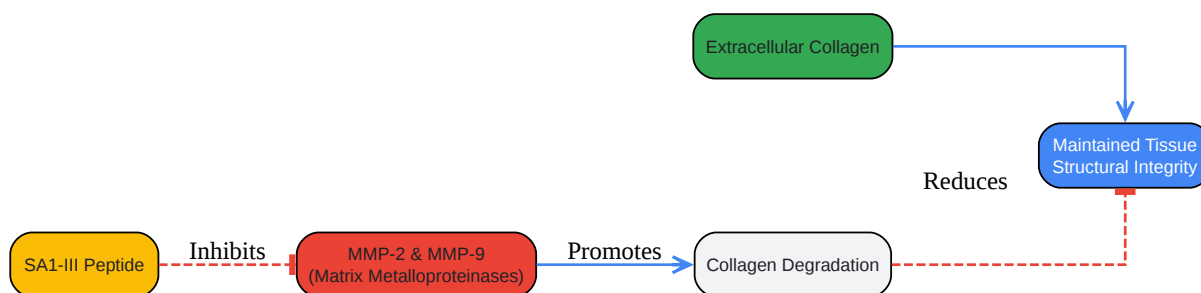 Extracellular Collagen
Maintained Tissue
Structural Integrity
Reduces
SA1-III Peptide
Inhibits
MMP-2 & MMP-9
(Matrix Metalloproteinases)
Promotes
Collagen Degradation